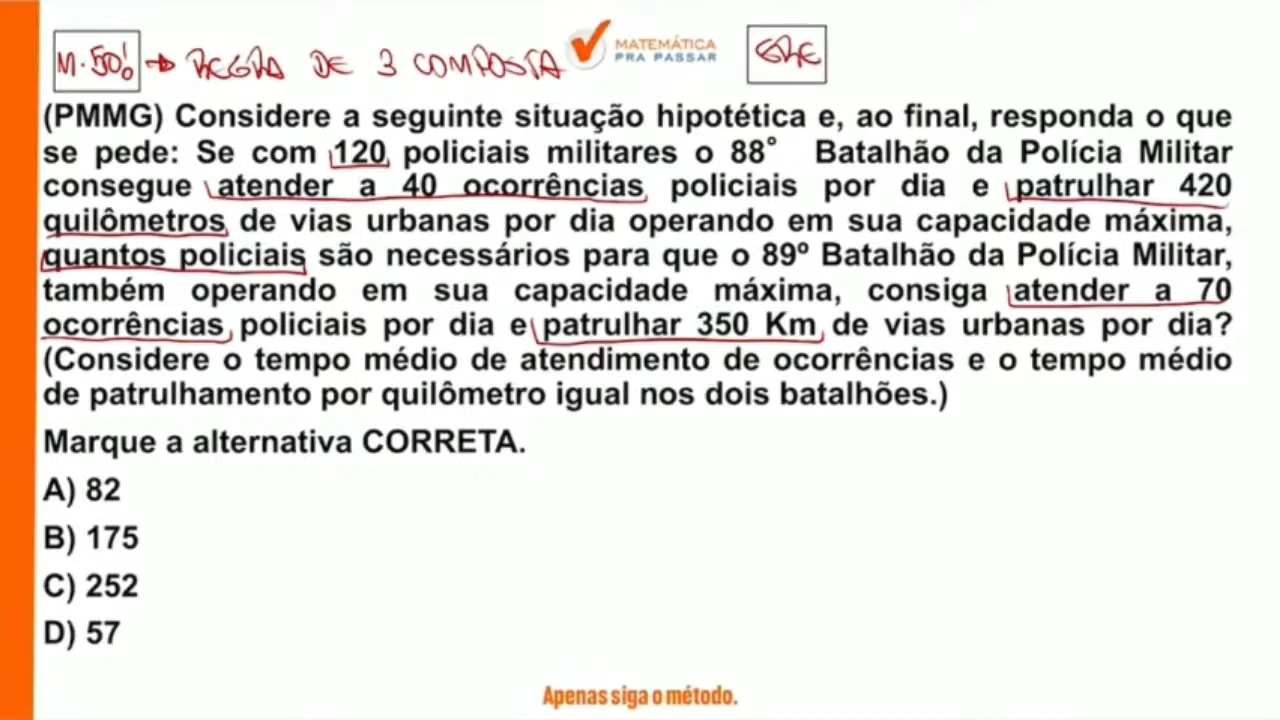 M.50! → REGRA DE 3 COMPOSTA
MATEMÁTICA
PRA PASSAR
(PMMG) Considere a seguinte situação hipotética e, ao final, responda o que
se pede: Se com 120 policiais militares o 88° Batalhão da Polícia Militar
consegue atender a 40 ocorrências policiais por dia e patrulhar 420
quilômetros de vias urbanas por dia operando em sua capacidade máxima,
quantos policiais são necessários para que o 89º Batalhão da Polícia Militar,
também operando em sua capacidade máxima, consiga atender a 70
ocorrências policiais por dia e patrulhar 350 Km de vias urbanas por dia?
(Considere o tempo médio de atendimento de ocorrências e o tempo médio
de patrulhamento por quilômetro igual nos dois batalhões.)
Marque a alternativa CORRETA.
A) 82
B) 175
C) 252
D) 57
Apenas siga o método.